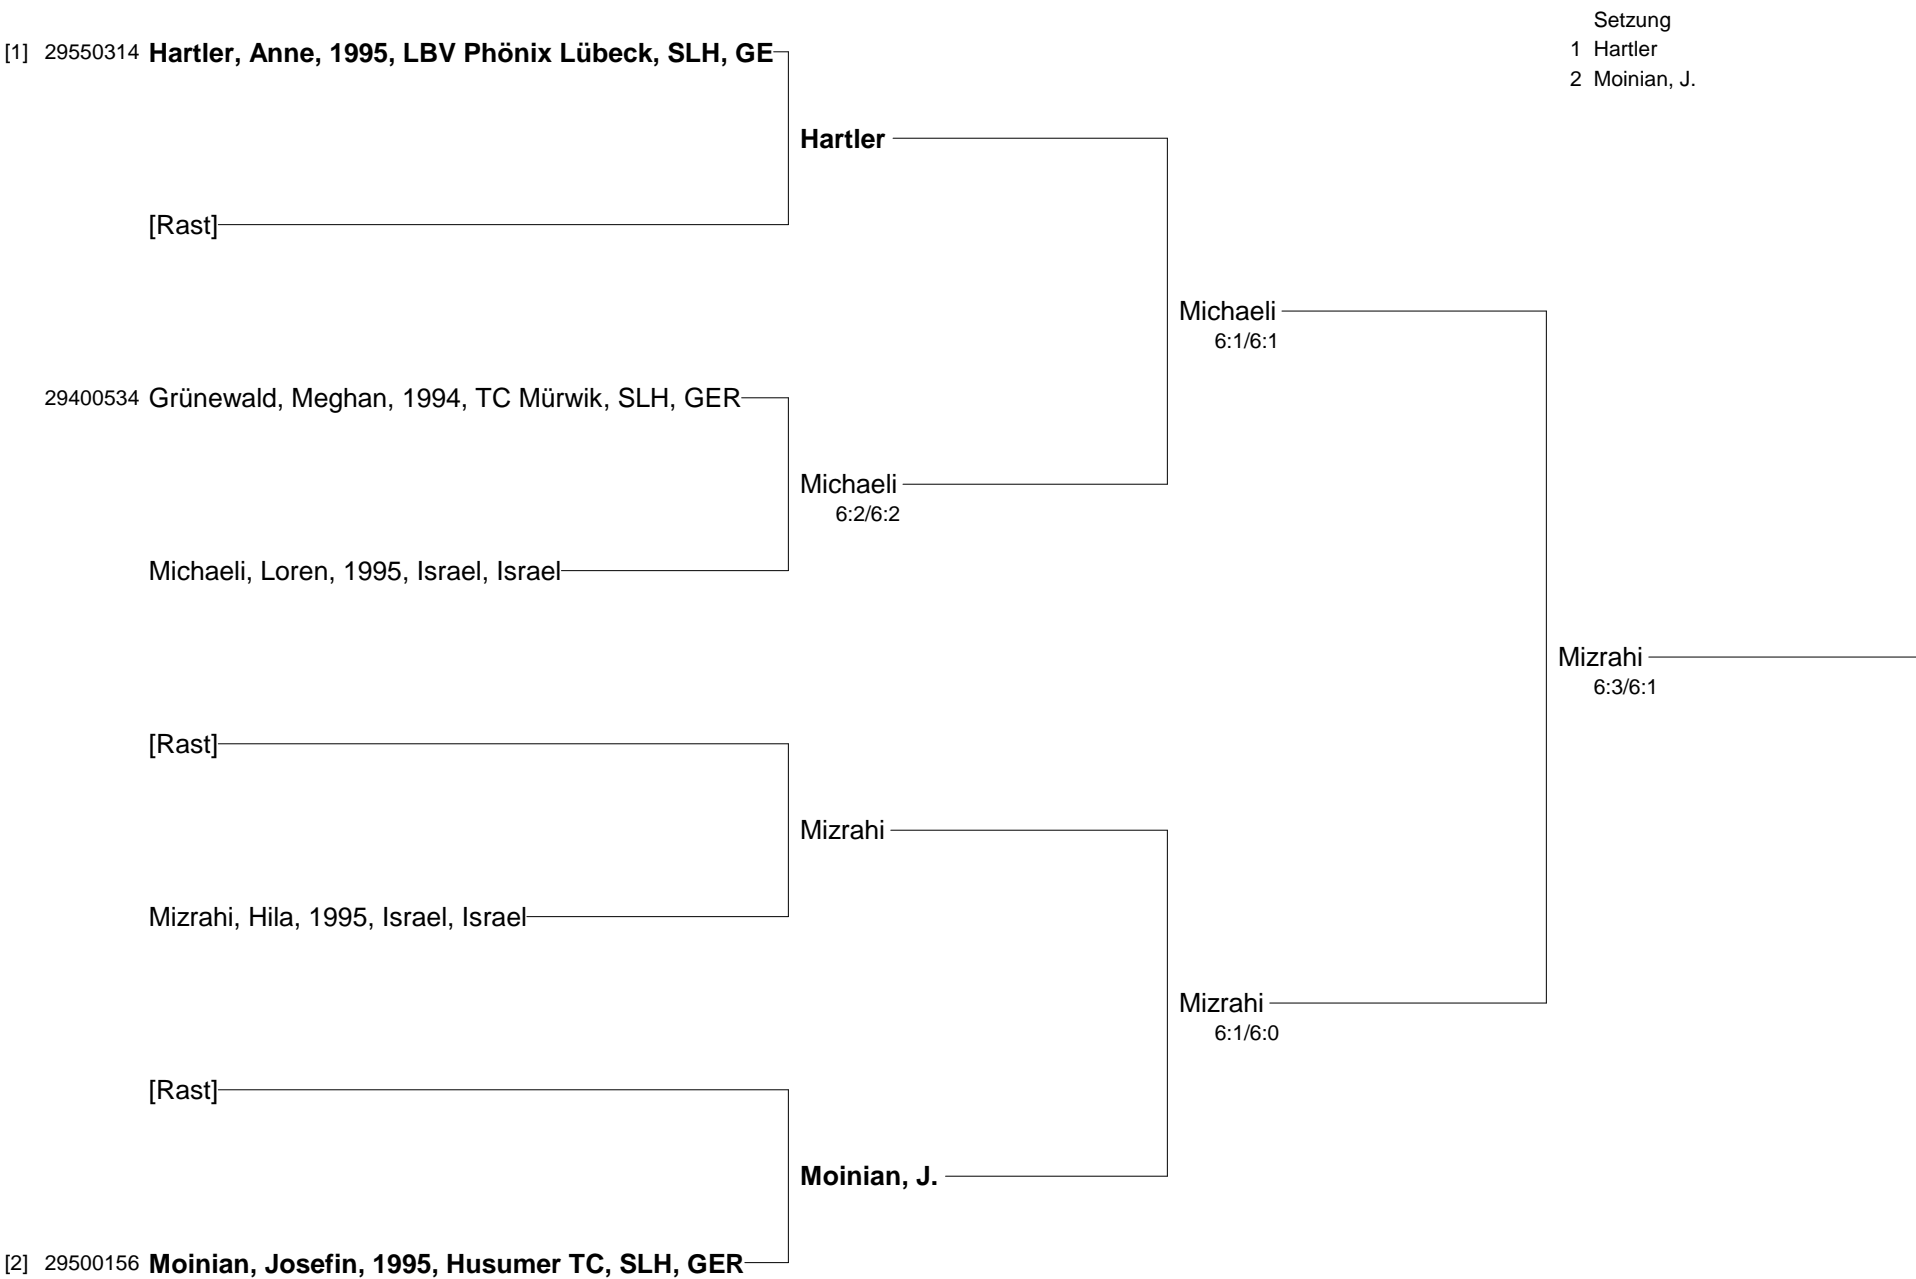 Setzung
1 Hartler
2 Moinian, J.
[1] 29550314 Hartler, Anne, 1995, LBV Phönix Lübeck, SLH, GE
Hartler
[Rast]
Michaeli
6:1/6:1
29400534 Grünewald, Meghan, 1994, TC Mürwik, SLH, GER
Michaeli
6:2/6:2
Michaeli, Loren, 1995, Israel, Israel
Mizrahi
6:3/6:1
[Rast]
Mizrahi
Mizrahi, Hila, 1995, Israel, Israel
Mizrahi
6:1/6:0
[Rast]
Moinian, J.
[2] 29500156 Moinian, Josefin, 1995, Husumer TC, SLH, GER